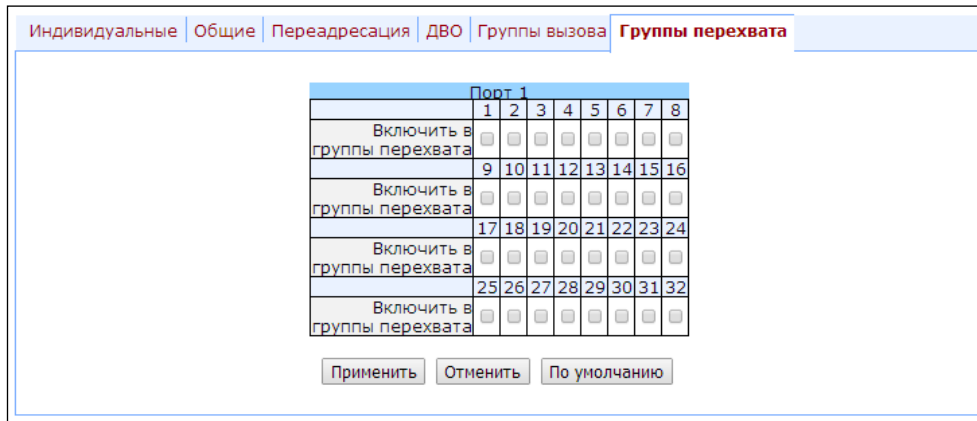 Индивидуальные Общие Переадресация ДВО Группы вызова Группы перехвата
Порт 1
1 2 3 4 5 6 7 8
Включить в
группы перехвата
9 10 11 12 13 14 15 16
Включить в
группы перехвата
17 18 19 20 21 22 23 24
Включить в
группы перехвата
25 26 27 28 29 30 31 32
Включить в
группы перехвата
Применить Отменить По умолчанию